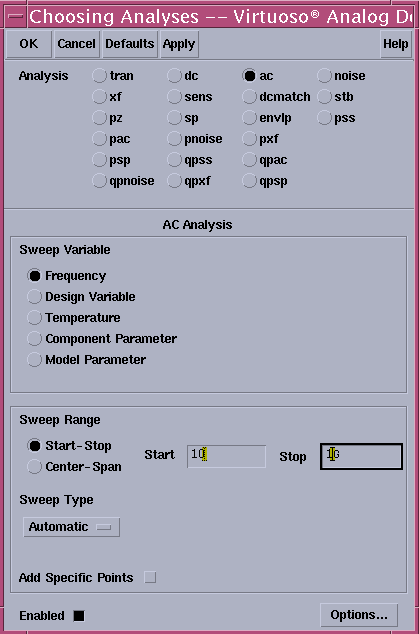 Choosing Analyses -- Virtuoso® Analog De
OK Cancel Defaults Apply Help
Analysis tran dc ac noise
xf sens dcmatch stb
pz sp envlp pss
pac pnoise pxf
psp qpss qpac
qpnoise qpxf qpsp
AC Analysis
Sweep Variable
Frequency
Design Variable
Temperature
Component Parameter
Model Parameter
Sweep Range
Start-Stop Start 10 Stop 1G
Center-Span
Sweep Type
Automatic
Add Specific Points
Enabled Options...